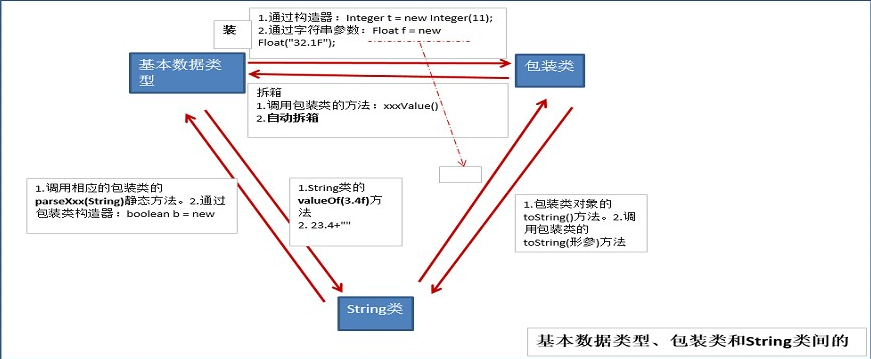 装
1.通过构造器：Integer t = new Integer(11);
2.通过字符串参数：Float f = new
Float("32.1F");
基本数据类
型
包装类
拆箱
1.调用包装类的方法：xxxValue()
2.自动拆箱
1.调用相应的包装类的
parseXxx(String)静态方法。2.通过
包装类构造器：boolean b = new
1.String类的
valueOf(3.4f)方
法
2. 23.4+""
1.包装类对象的
toString()方法。2.调
用包装类的
toString(形参)方法
String类
基本数据类型、包装类和String类间的